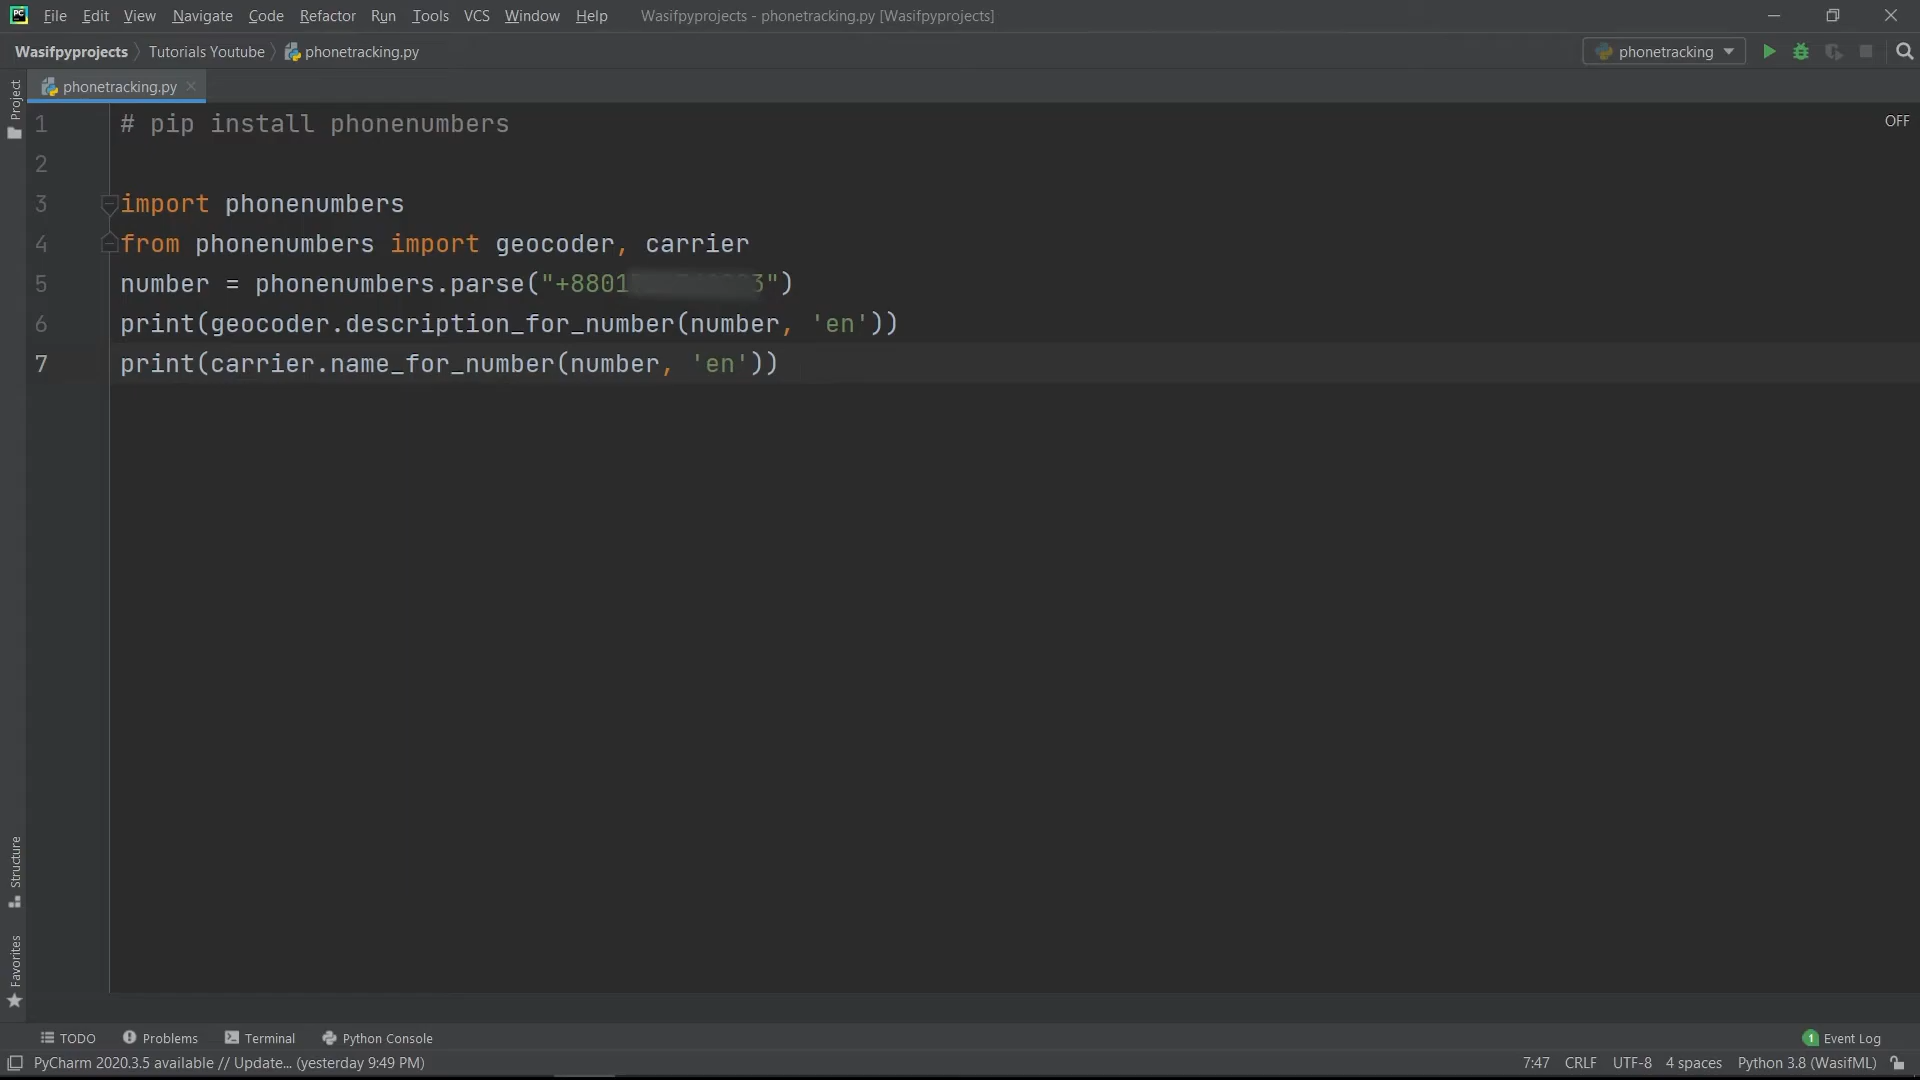 File Edit View Navigate Code Refactor Run Tools VCS Window Help Wasifpyprojects - phonetracking.py [Wasifpyprojects]
Wasifpyprojects Tutorials Youtube phonetracking.py phonetracking
Project
phonetracking.py
OFF
1 # pip install phonenumbers
2
3 import phonenumbers
4 from phonenumbers import geocoder, carrier
5 number = phonenumbers.parse("+8801 3")
6 print(geocoder.description_for_number(number, 'en'))
7 print(carrier.name_for_number(number, 'en'))
Structure
Favorites
TODO Problems Terminal Python Console 1 Event Log
PyCharm 2020.3.5 available // Update... (yesterday 9:49 PM) 7:47 CRLF UTF-8 4 spaces Python 3.8 (WasifML)